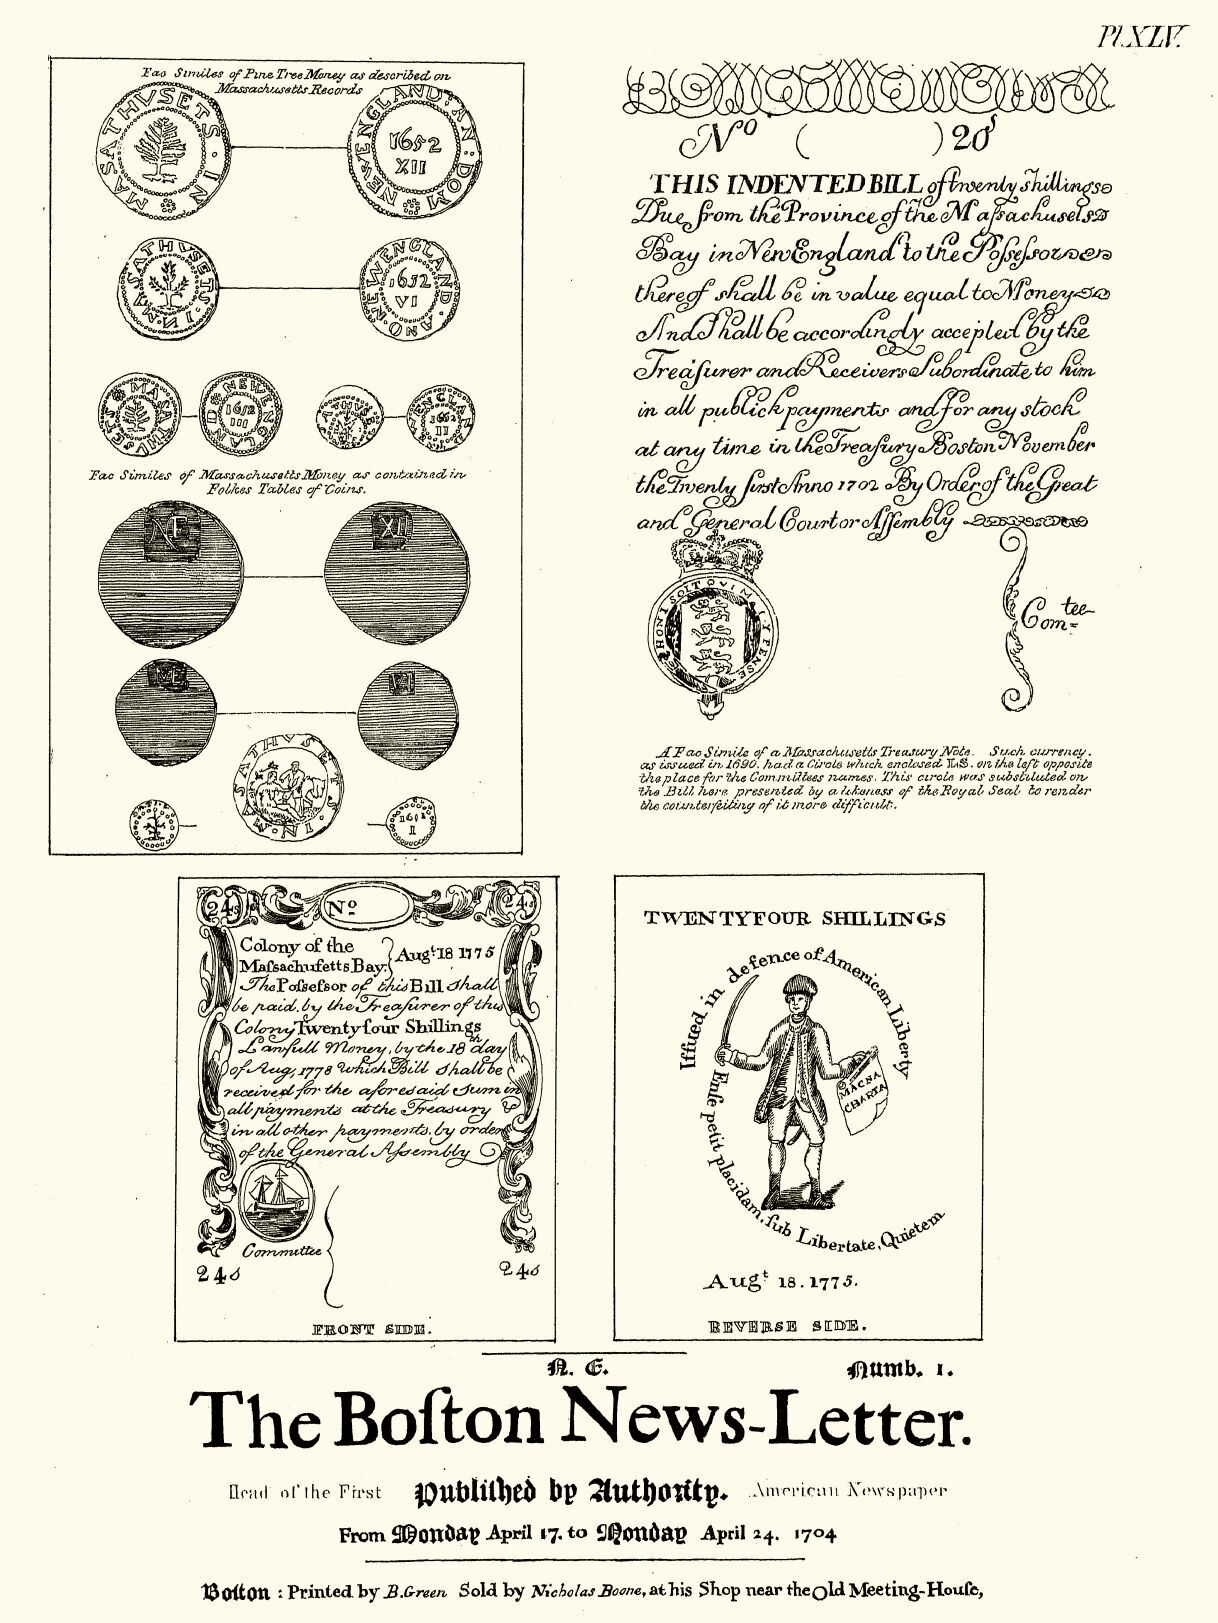 Pl.XLV.
Fac Similes of Pine Tree Money as described on
Massachusetts Records
MASATHVSETS · IN
NEWENGLAND : AN : DOM
1652
XII
MASATHVSETS · IN ·
NEWENGLAND · AN DO
1652
VI
MASATHVSETS
NEWENGLAND
1652
III
1662
II
Fac Similes of Massachusetts Money as contained in
Folkes Tables of Coins.
NE
XII
NE
VI
MASATHVSETS · IN ·
1652
I
No ( ) 20s
THIS INDENTED BILL of twenty shillings
Due from the Province of the Maſsachusets
Bay in New England to the Poſseſsor
thereof shall be in value equal to Money
And Shall be accordingly accepted by the
Treaſurer and Receivers Subordinate to him
in all publick payments and for any stock
at any time in the Treaſury Boston November
the Twenty first Anno 1702 By Order of the Great
and General Court or Aſſembly
HONI SOIT QVI MAL Y PENSE
Com=tee
A Fac Simile of a Massachusetts Treasury Note. Such currency.
as issued in 1690. had a Circle which enclosed L.S. on the left opposite
the place for the Committees names. This circle was substituted on
the Bill here presented by a likeness of the Royal Seal to render
the counterfeiting of it more difficult.
24s No 24s
Colony of the
Maſsachuſetts Bay. } Augt 18 1775
The Poſseſsor of this Bill shall
be paid by the Treaſurer of this
Colony Twenty four Shillings
Lawfull Money, by the 18th day
of Aug, 1778 which Bill shall be
received for the aforesaid Sum in
all payments at the Treasury &
in all other payments by order
of the General Aſsembly
Committee
24s 24s
FRONT SIDE.
TWENTYFOUR SHILLINGS
Iſſued in defence of American Liberty
MAGNA
CHARTA
Enſe petit placidam, ſub Libertate, Quietem
Augt 18. 1775.
REVERSE SIDE.
N. E. Numb. 1.
The Boſton News-Letter.
Head of the First Publiſhed by Authority. American Newspaper
From Monday April 17. to Monday April 24. 1704
Boſton : Printed by B.Green Sold by Nicholas Boone, at his Shop near the Old Meeting-Houſe,